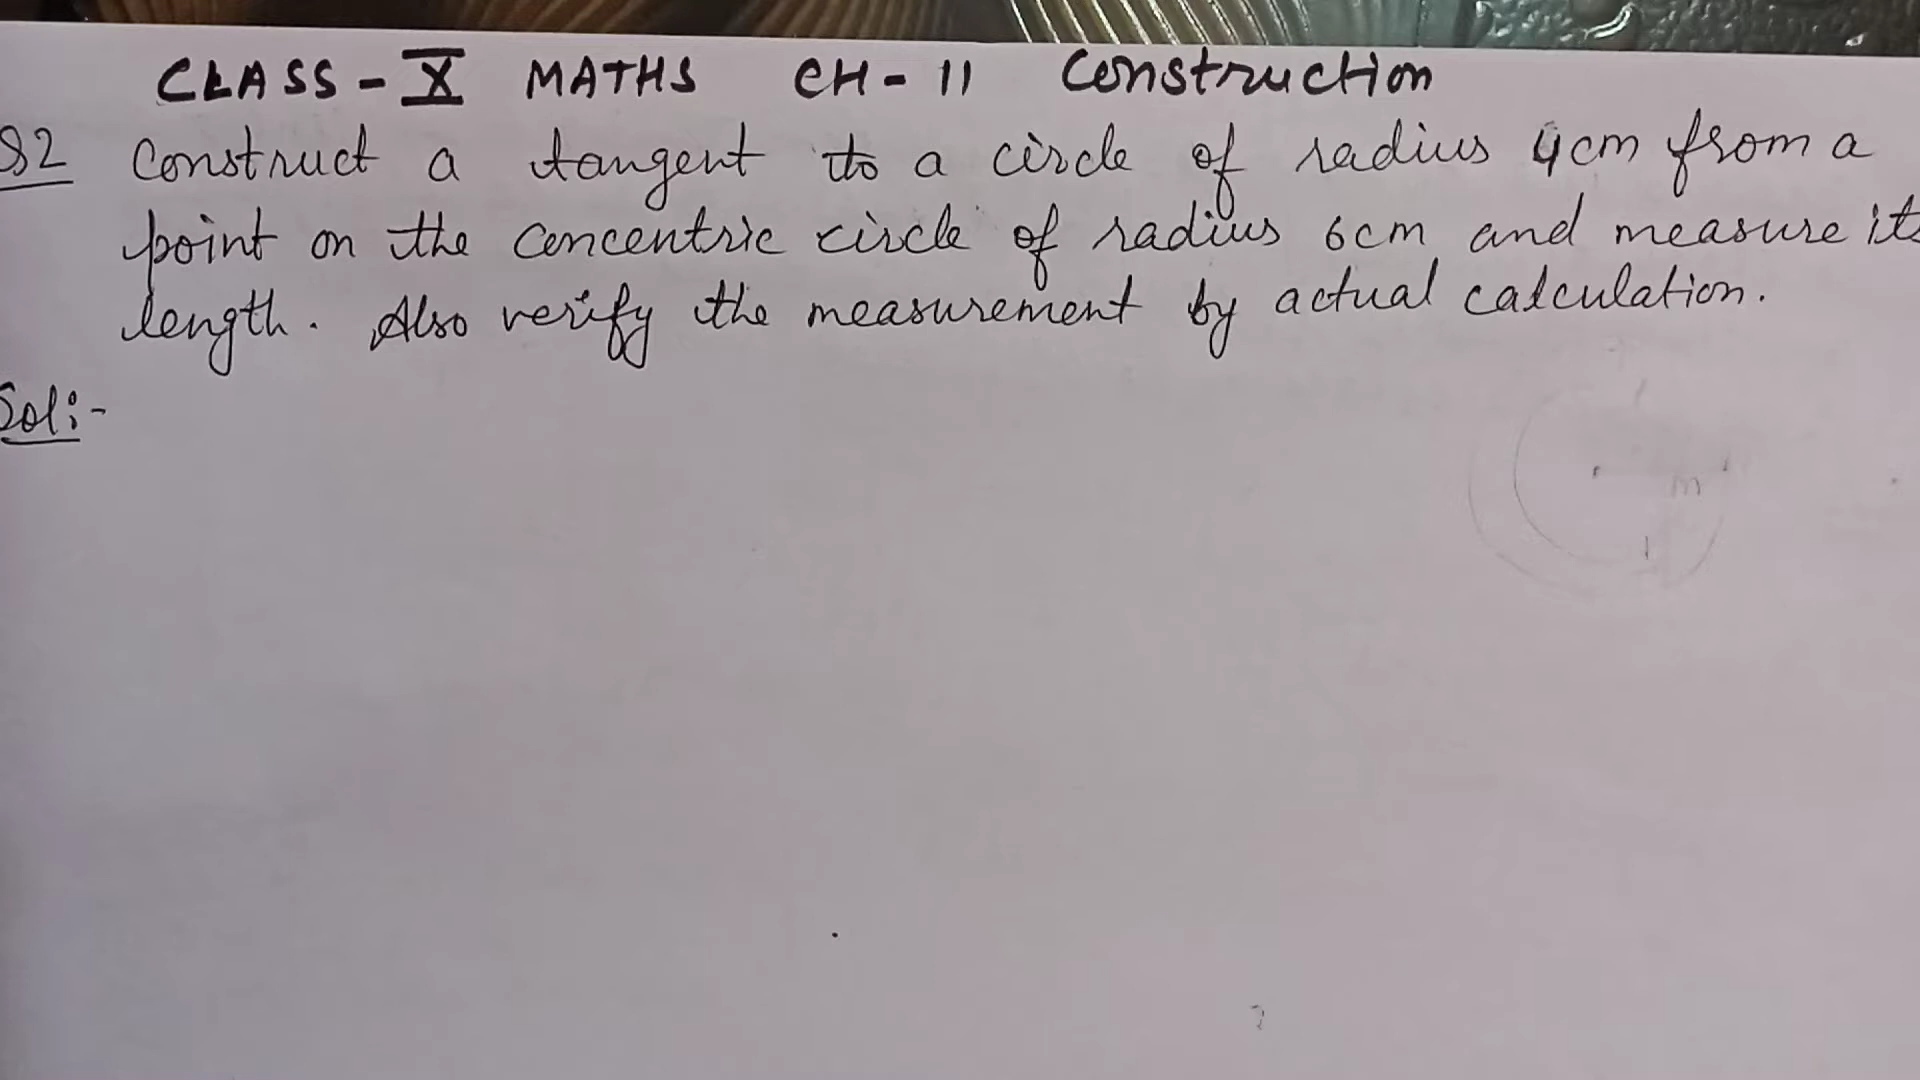 CLASS - X MATHS CH - 11 Construction
Q2 Construct a tangent to a circle of radius 4cm from a
point on the concentric circle of radius 6cm and measure its
length. Also verify the measurement by actual calculation.
Sol:-
m